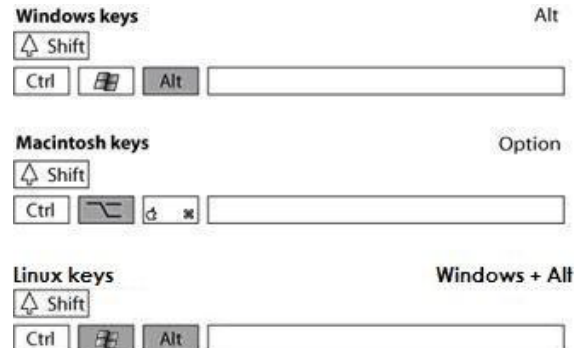 Windows keys Alt
Shift
Ctrl Alt
Macintosh keys Option
Shift
Ctrl ⌥ ⌘
Linux keys Windows + Alt
Shift
Ctrl Alt